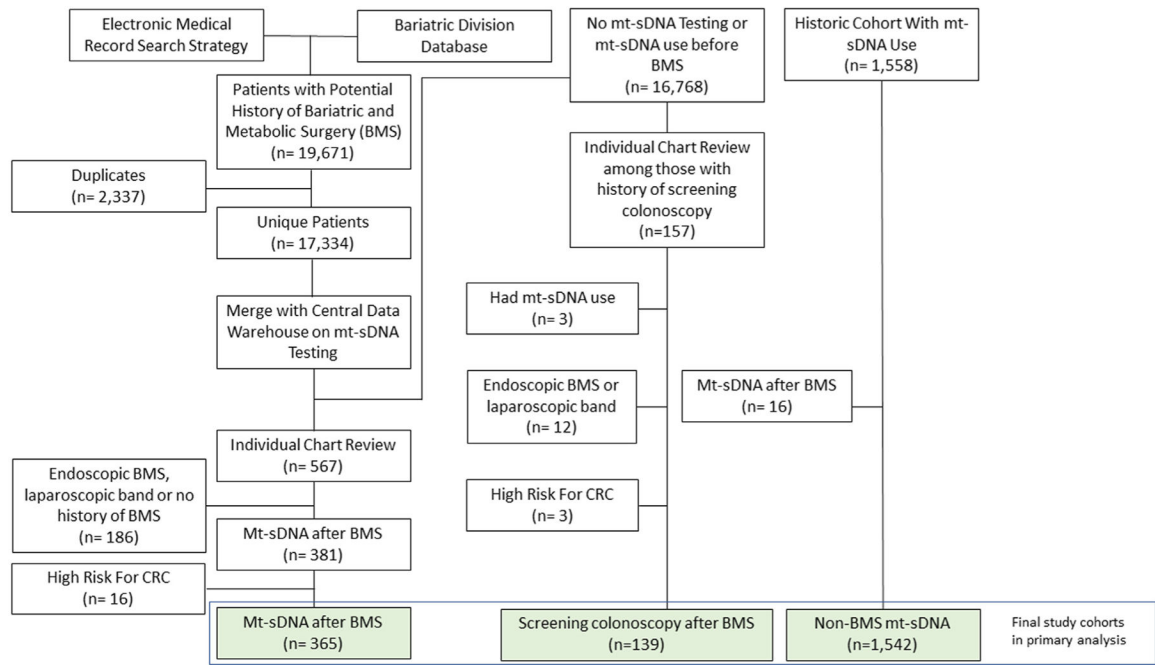 Electronic Medical
Record Search Strategy
Bariatric Division
Database
Patients with Potential
History of Bariatric and
Metabolic Surgery (BMS)
(n= 19,671)
Duplicates
(n= 2,337)
Unique Patients
(n= 17,334)
Merge with Central Data
Warehouse on mt-sDNA
Testing
Individual Chart Review
(n= 567)
Endoscopic BMS,
laparoscopic band or no
history of BMS
(n= 186)
Mt-sDNA after BMS
(n= 381)
High Risk For CRC
(n= 16)
Mt-sDNA after BMS
(n= 365)
No mt-sDNA Testing or
mt-sDNA use before
BMS
(n= 16,768)
Individual Chart Review
among those with
history of screening
colonoscopy
(n=157)
Had mt-sDNA use
(n= 3)
Endoscopic BMS or
laparoscopic band
(n= 12)
High Risk For CRC
(n= 3)
Screening colonoscopy after BMS
(n=139)
Historic Cohort With mt-
sDNA Use
(n= 1,558)
Mt-sDNA after BMS
(n= 16)
Non-BMS mt-sDNA
(n=1,542)
Final study cohorts
in primary analysis